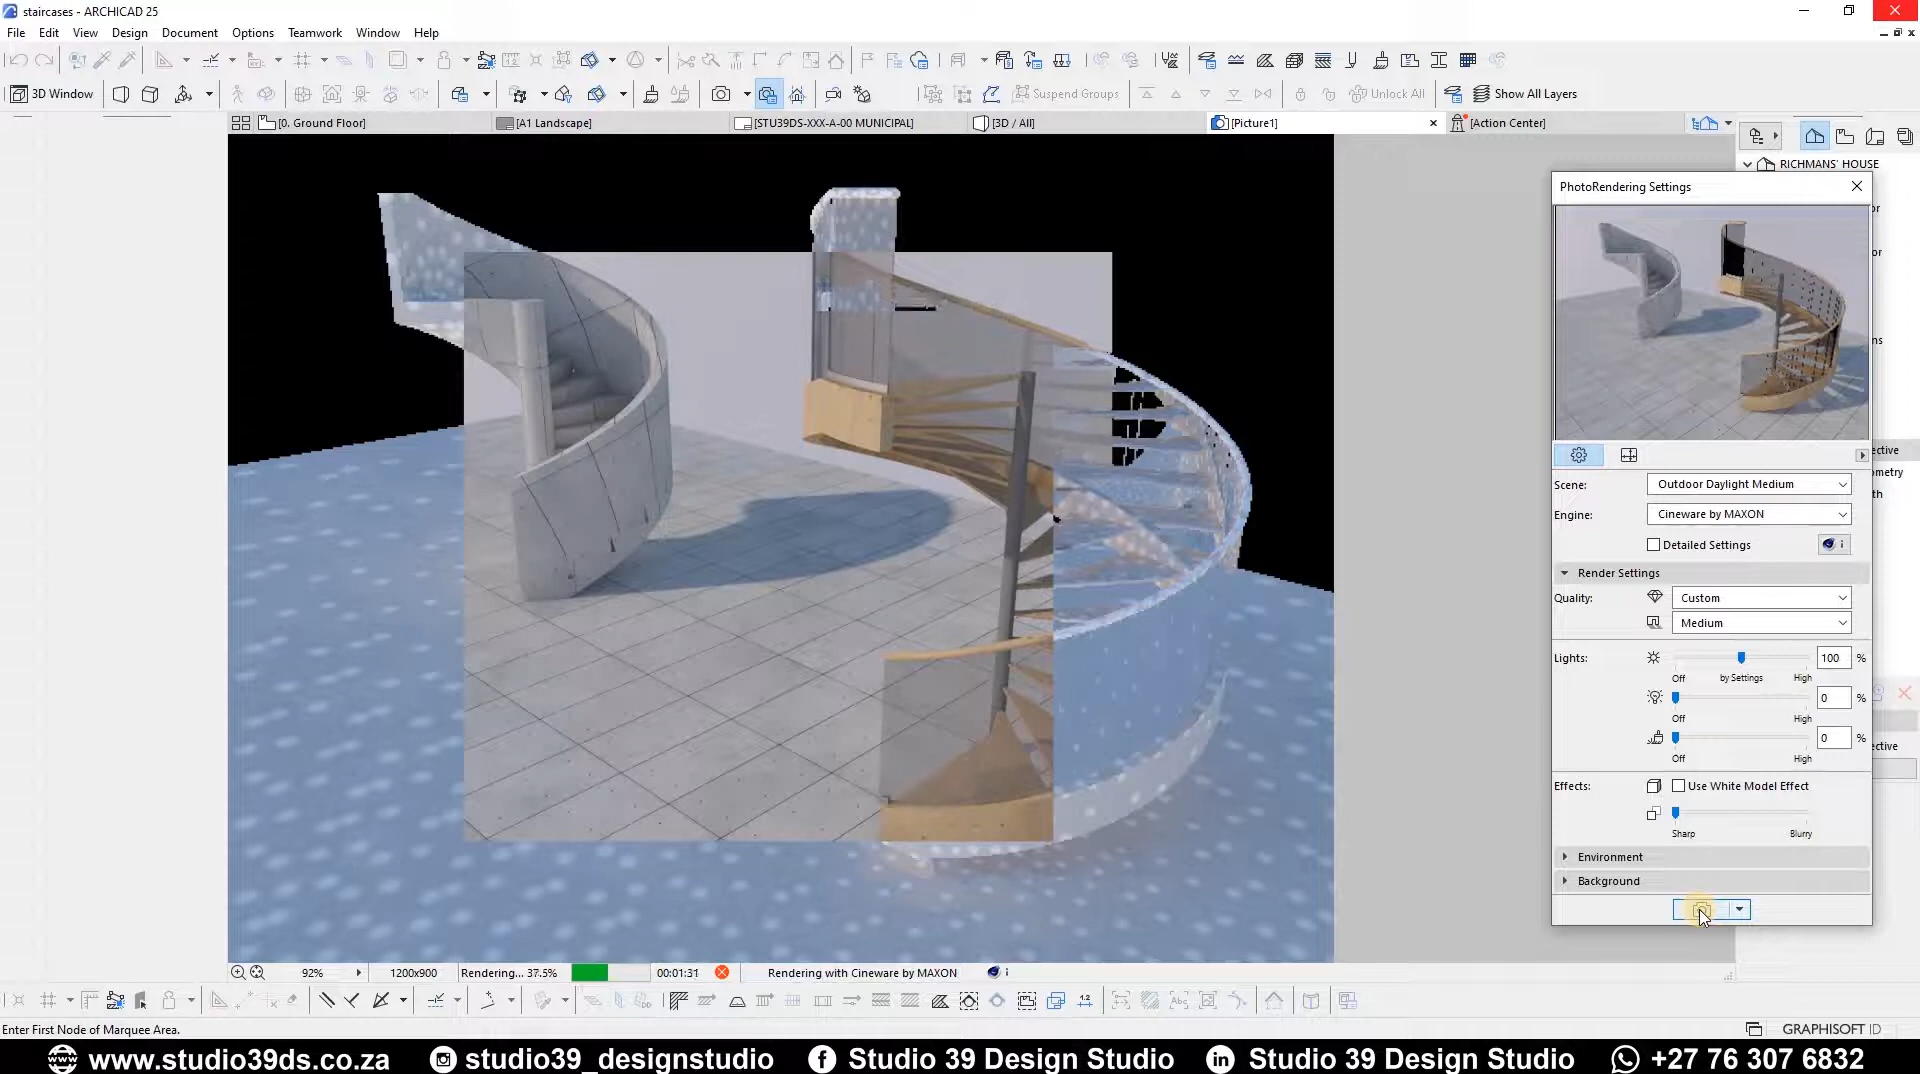 staircases - ARCHICAD 25
File Edit View Design Document Options Teamwork Window Help
3D Window
Suspend Groups
Unlock All
Show All Layers
[0. Ground Floor]
[A1 Landscape]
[STU39DS-XXX-A-00 MUNICIPAL]
[3D / All]
[Picture1]
[Action Center]
RICHMANS' HOUSE
PhotoRendering Settings
Scene: Outdoor Daylight Medium
Engine: Cineware by MAXON
Detailed Settings
i
Render Settings
Quality: Custom
Medium
Lights: 100 %
Off by Settings High
0 %
Off High
0 %
Off High
Effects: Use White Model Effect
Sharp Blurry
Environment
Background
92% 1200x900 Rendering... 37.5% 00:01:31 Rendering with Cineware by MAXON i
1.2
Abc
Enter First Node of Marquee Area.
GRAPHISOFT ID
www.studio39ds.co.za studio39_designstudio Studio 39 Design Studio Studio 39 Design Studio +27 76 307 6832